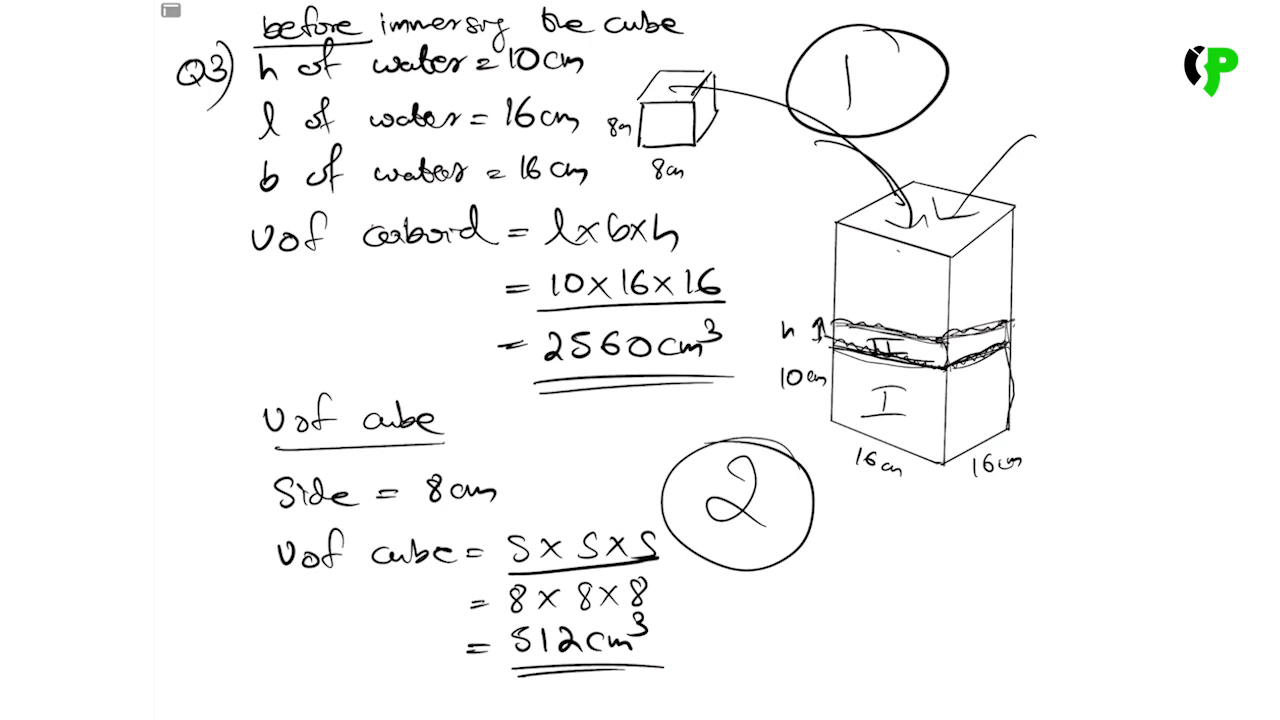 before immersing the cube
Q3) h of water = 10cm
l of water = 16cm
b of water = 16cm
V of cuboid = l×b×h
= 10×16×16
= 2560cm³
V of cube
Side = 8cm
V of cube = S × S × S
= 8 × 8 × 8
= 512cm³
8cm
8cm
1
h
II
10cm
I
16cm
16cm
2
P